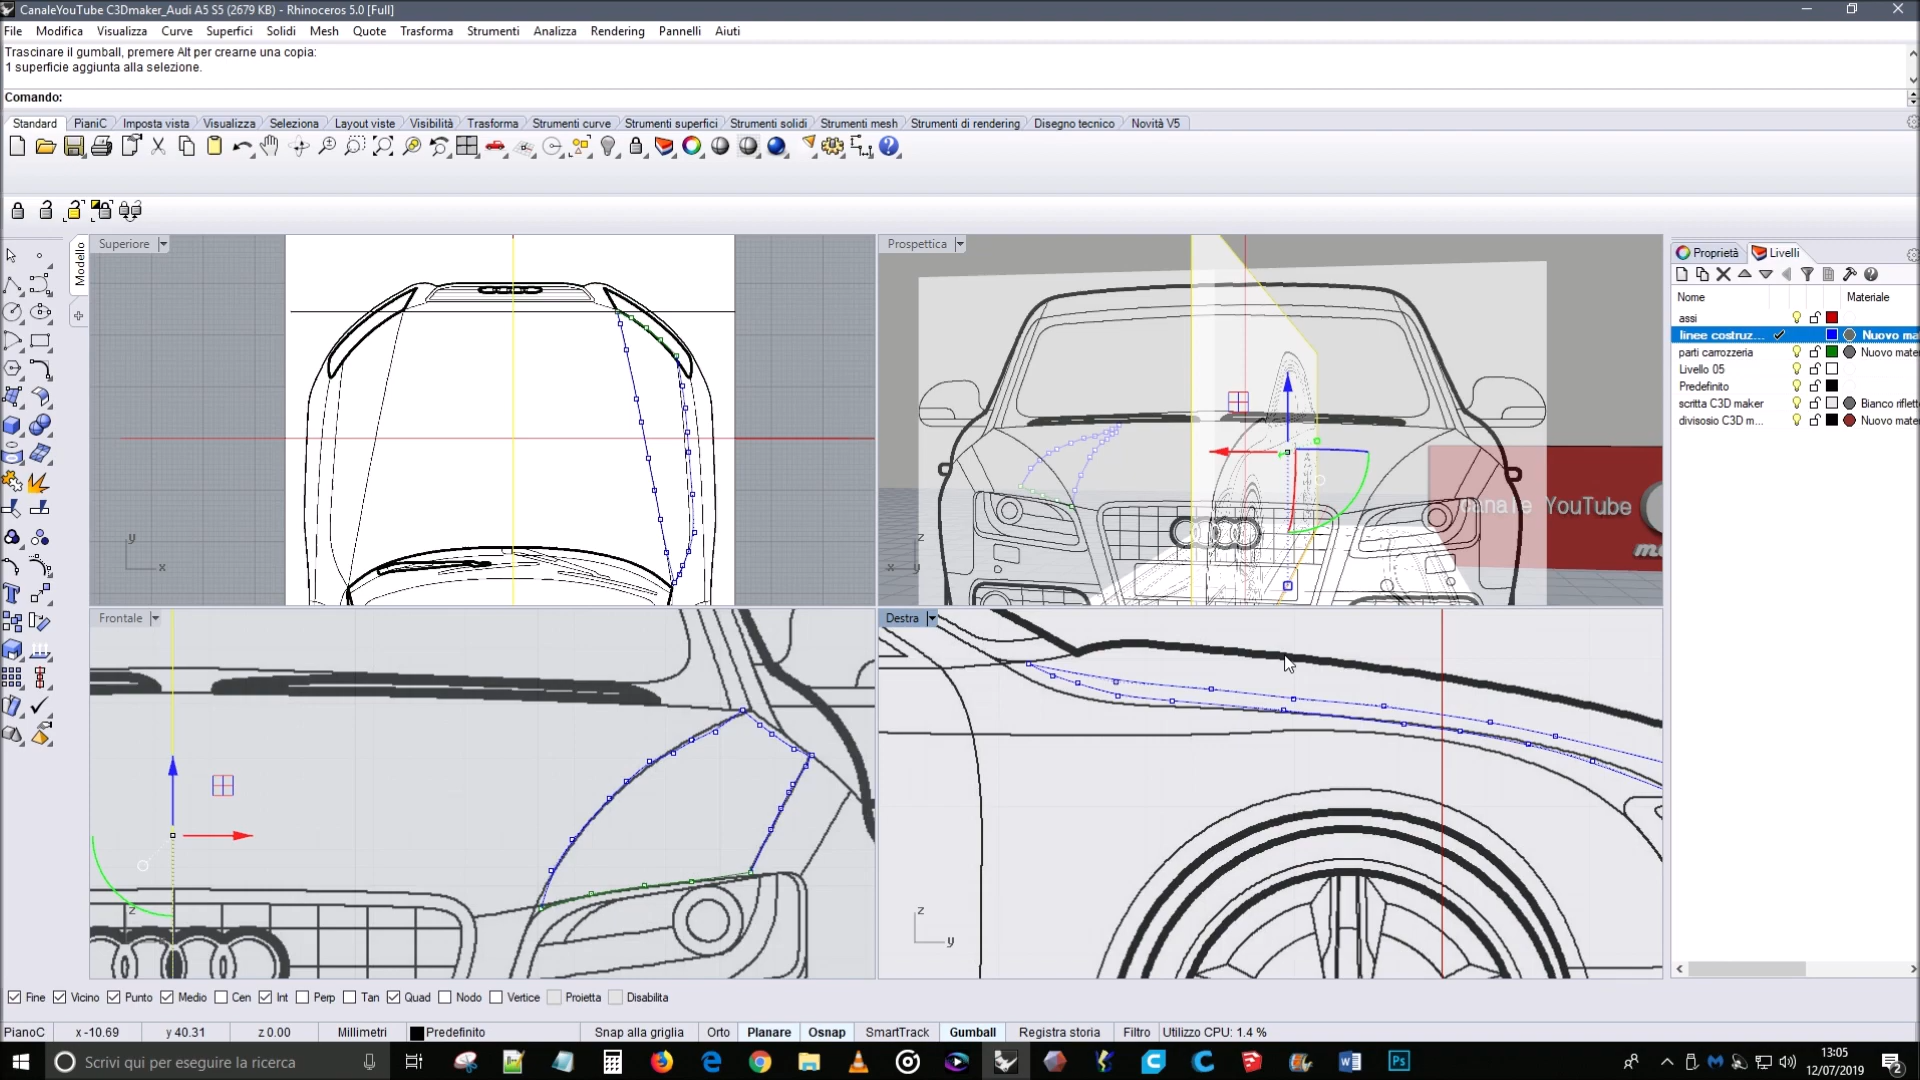 CanaleYouTube C3Dmaker_Audi A5 S5 (2679 KB) - Rhinoceros 5.0 [Full]
File Modifica Visualizza Curve Superfici Solidi Mesh Quote Trasforma Strumenti Analizza Rendering Pannelli Aiuti
Trascinare il gumball, premere Alt per crearne una copia:
1 superficie aggiunta alla selezione.
Comando:
Standard PianiC Imposta vista Visualizza Seleziona Layout viste Visibilità Trasforma Strumenti curve Strumenti superfici Strumenti solidi Strumenti mesh Strumenti di rendering Disegno tecnico Novità V5
Modello
Superiore
y
x
Prospettica
canale YouTube
z
x
y
Proprietà Livelli
Nome Materiale
assi
linee costruz... Nuovo ma
parti carrozzeria Nuovo mate
Livello 05
Predefinito
scritta C3D maker Bianco riflett
divisosio C3D m... Nuovo mate
Frontale
z
Destra
z
y
Fine Vicino Punto Medio Cen Int Perp Tan Quad Nodo Vertice Proietta Disabilita
PianoC x -10.69 y 40.31 z 0.00 Millimetri Predefinito Snap alla griglia Orto Planare Osnap SmartTrack Gumball Registra storia Filtro Utilizzo CPU: 1.4 %
Scrivi qui per eseguire la ricerca
13:05
12/07/2019
2